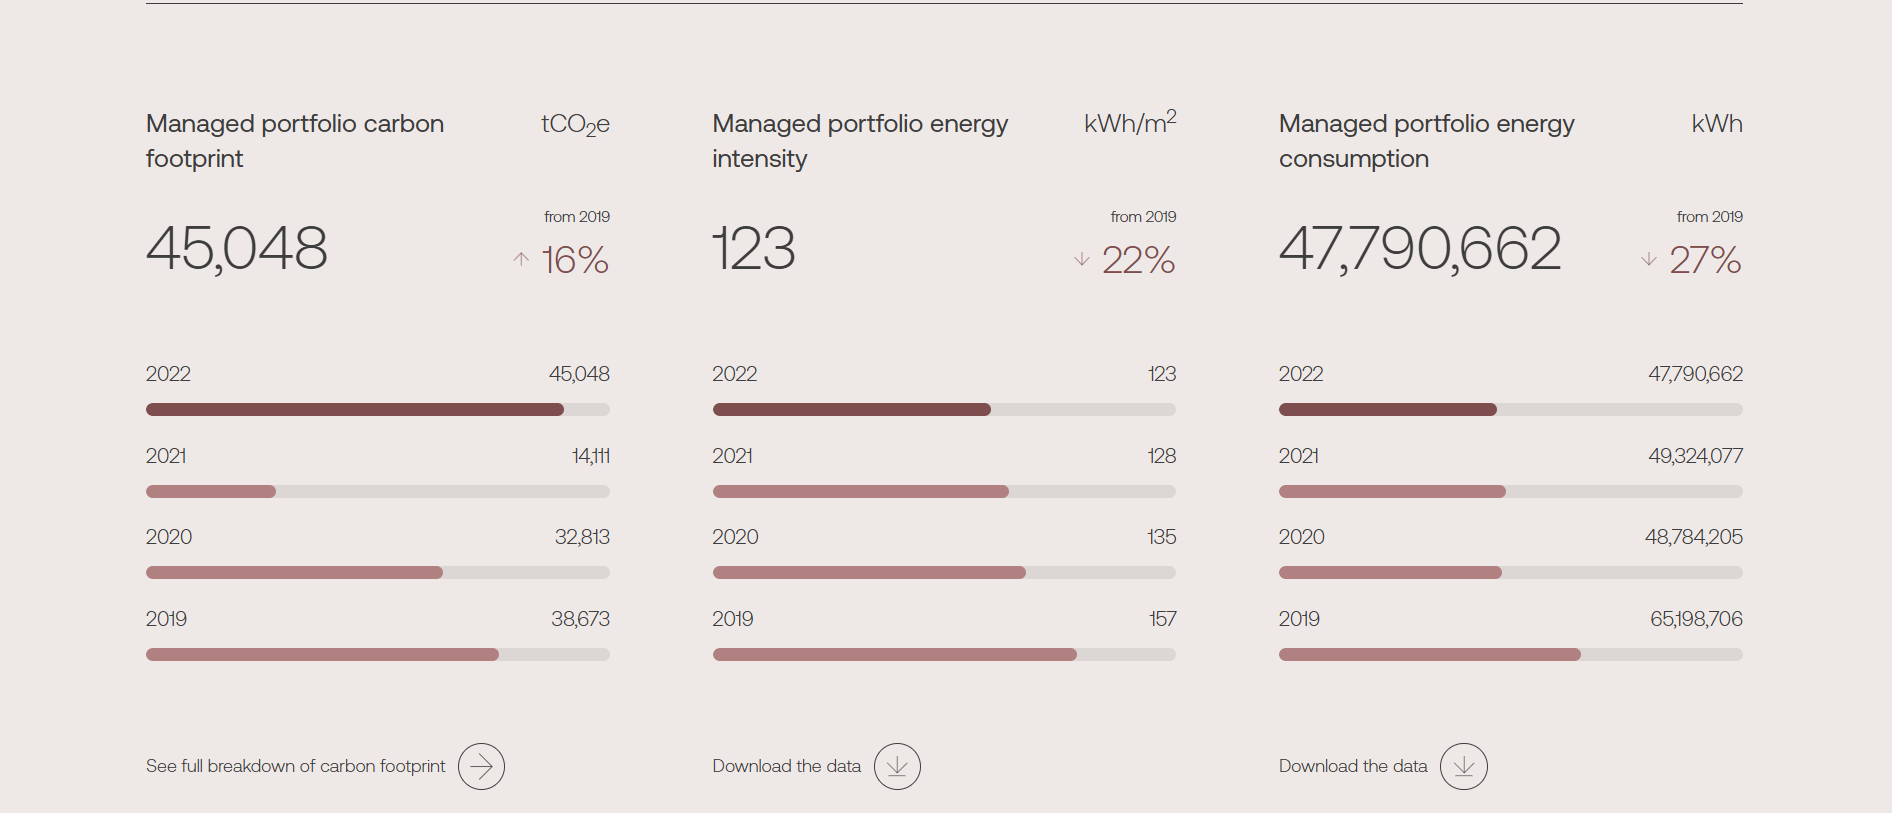 Managed portfolio carbon
footprint
tCO₂e
from 2019
45,048
16%
2022 45,048
2021 14,111
2020 32,813
2019 38,673
See full breakdown of carbon footprint
Managed portfolio energy
intensity
kWh/m²
from 2019
123
22%
2022 123
2021 128
2020 135
2019 157
Download the data
Managed portfolio energy
consumption
kWh
from 2019
47,790,662
27%
2022 47,790,662
2021 49,324,077
2020 48,784,205
2019 65,198,706
Download the data